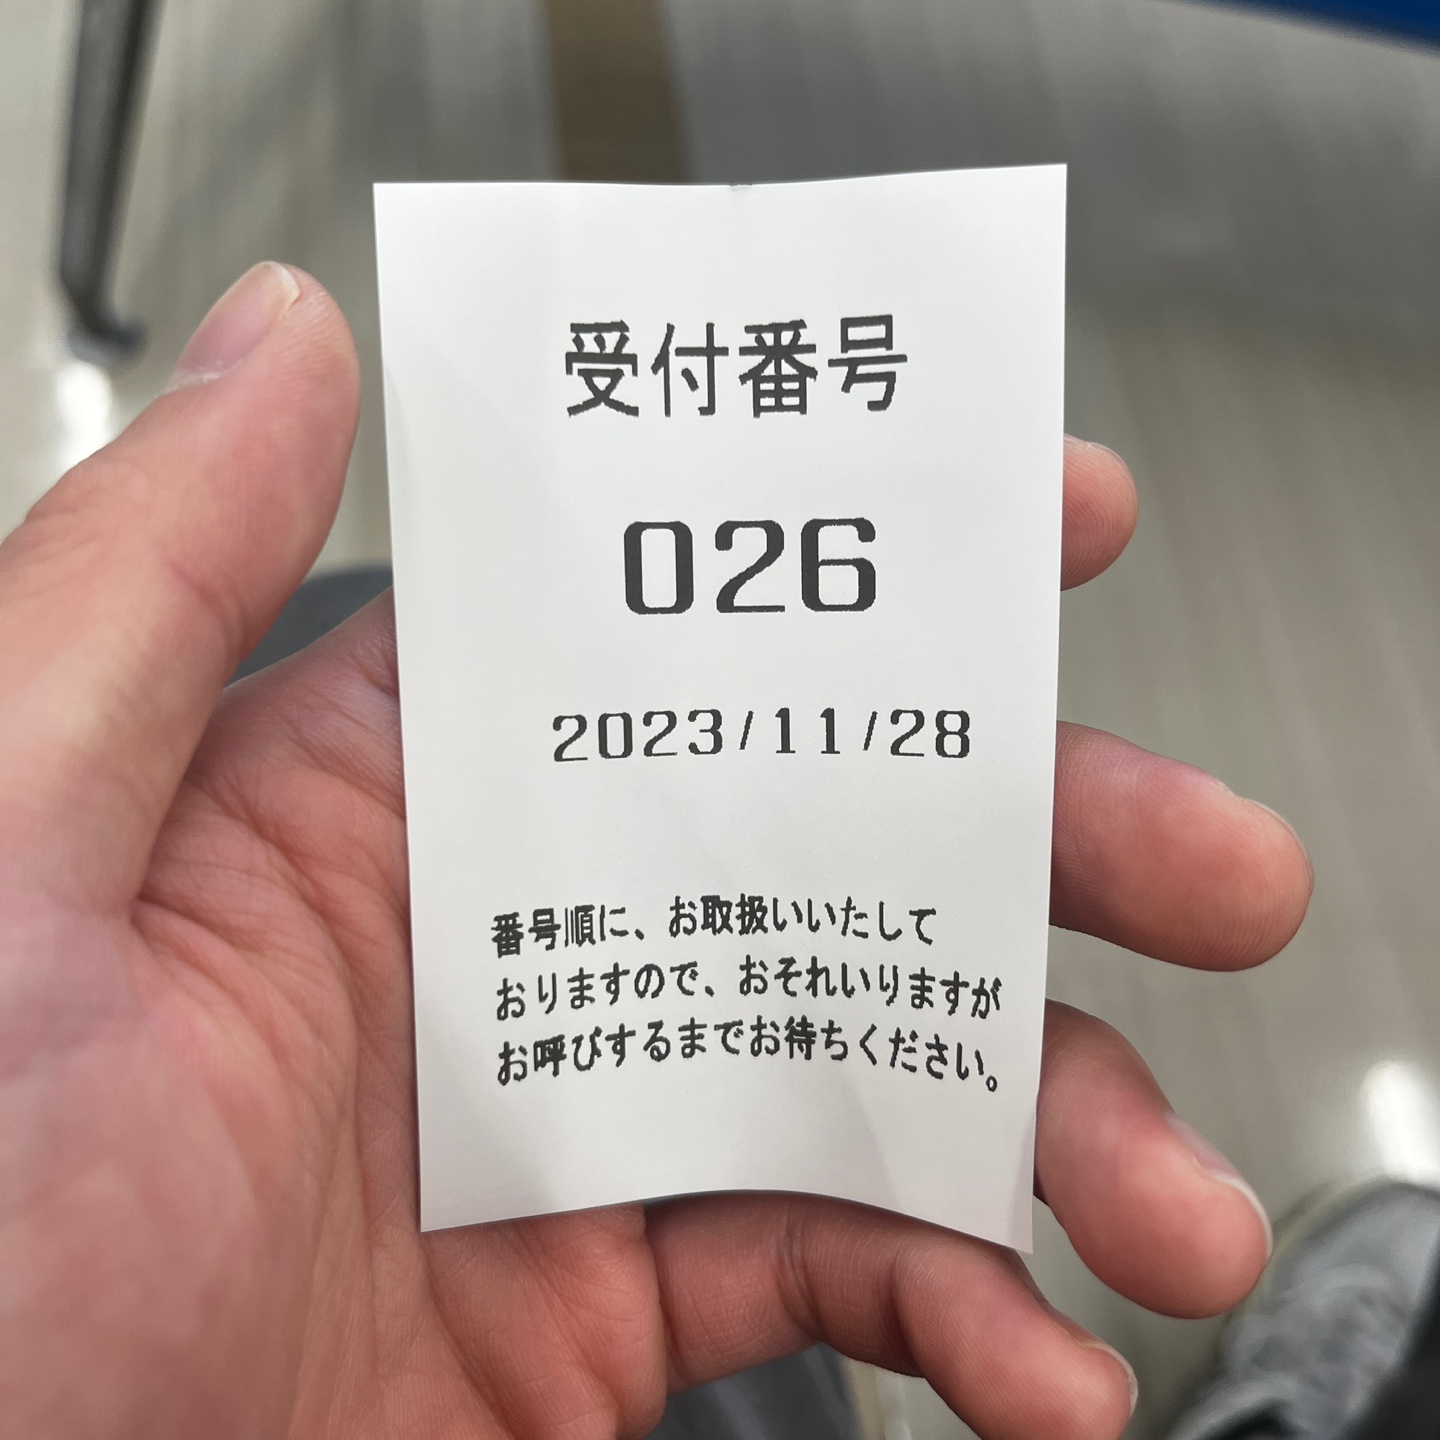 受付番号
026
2023/11/28
番号順に、お取扱いいたして
おりますので、おそれいりますが
お呼びするまでお待ちください。